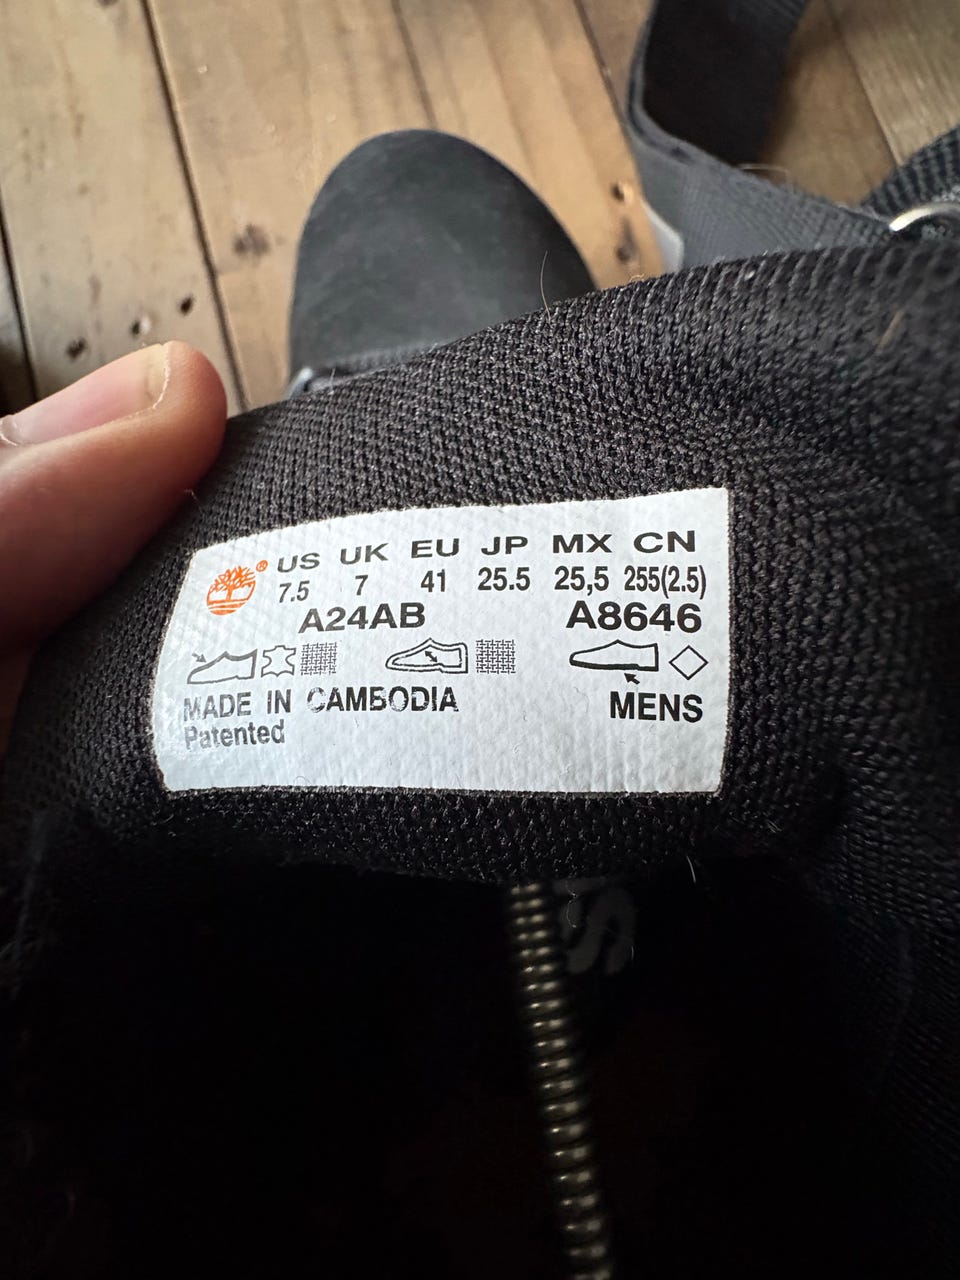 US UK EU JP MX CN
7.5 7 41 25.5 25,5 255(2.5)
A24AB A8646
MADE IN CAMBODIA MENS
Patented